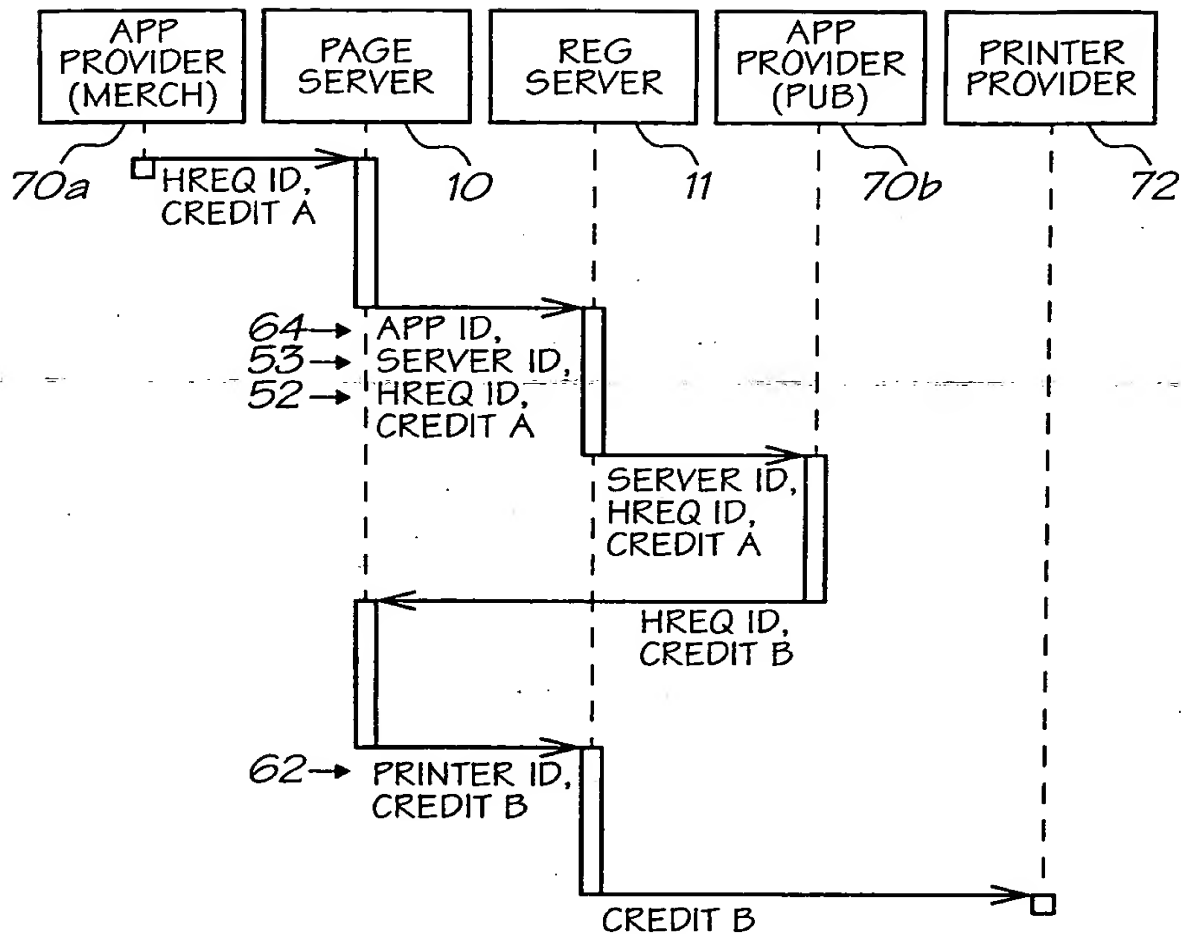 APP
PROVIDER
(MERCH)
PAGE
SERVER
REG
SERVER
APP
PROVIDER
(PUB)
PRINTER
PROVIDER
70a
10
11
70b
72
HREQ ID,
CREDIT A
64
APP ID,
53
SERVER ID,
52
HREQ ID,
CREDIT A
SERVER ID,
HREQ ID,
CREDIT A
HREQ ID,
CREDIT B
62
PRINTER ID,
CREDIT B
CREDIT B